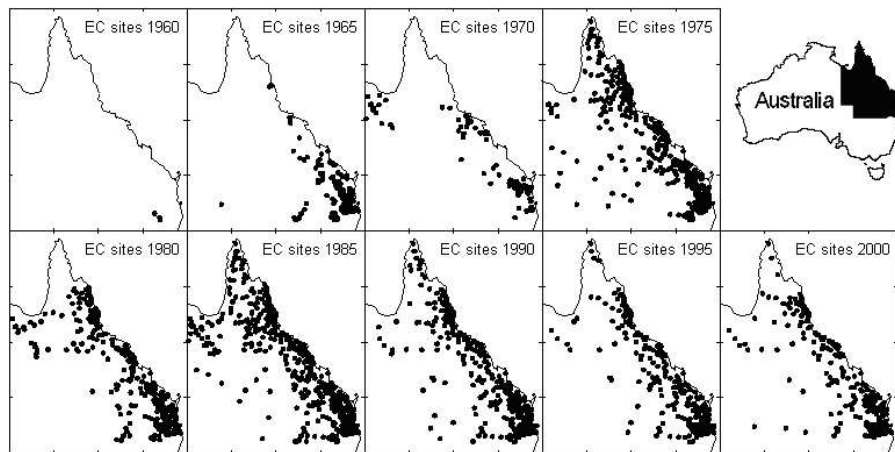 EC sites 1960
EC sites 1965
EC sites 1970
EC sites 1975
Australia
EC sites 1980
EC sites 1985
EC sites 1990
EC sites 1995
EC sites 2000